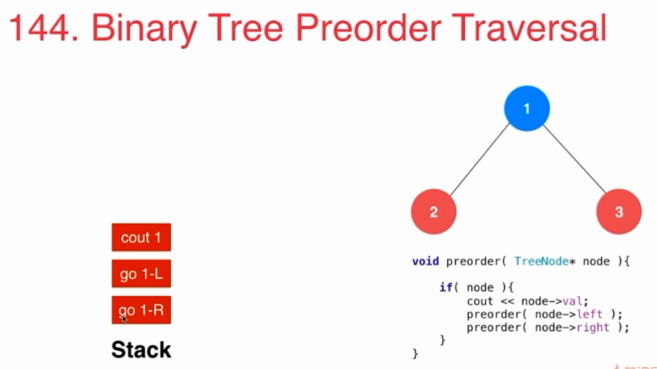 144. Binary Tree Preorder Traversal
1
2
3
cout 1
go 1-L
go 1-R
Stack
void preorder( TreeNode* node ){
if( node ){
cout << node->val;
preorder( node->left );
preorder( node->right );
}
}